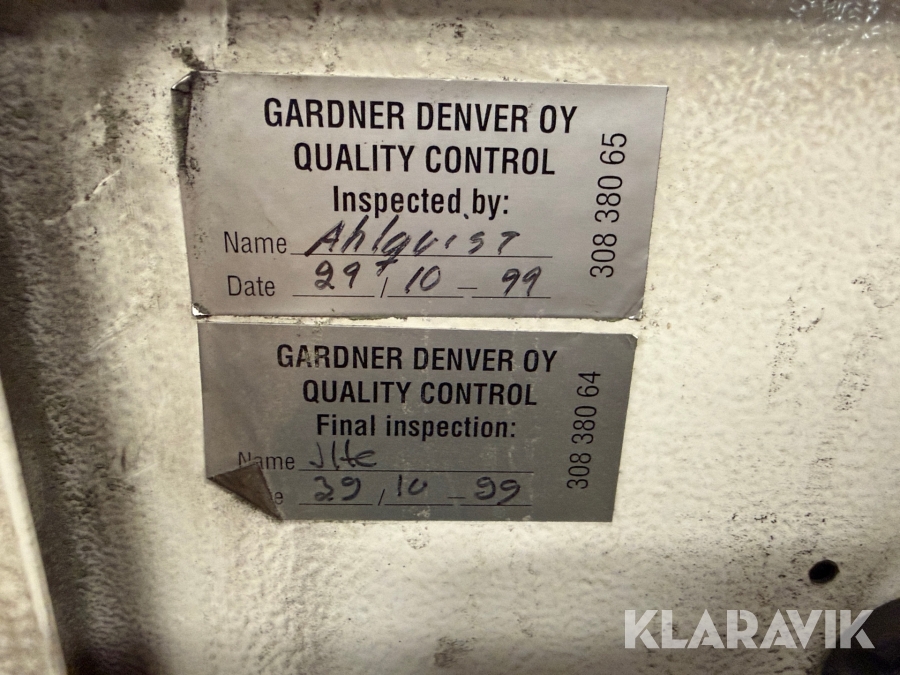 GARDNER DENVER OY
QUALITY CONTROL
Inspected by:
Name Ahlqvist
Date 29/10-99
308 380 65
GARDNER DENVER OY
QUALITY CONTROL
Final inspection:
Name
29/10-99
308 380 64
KLARAVIK